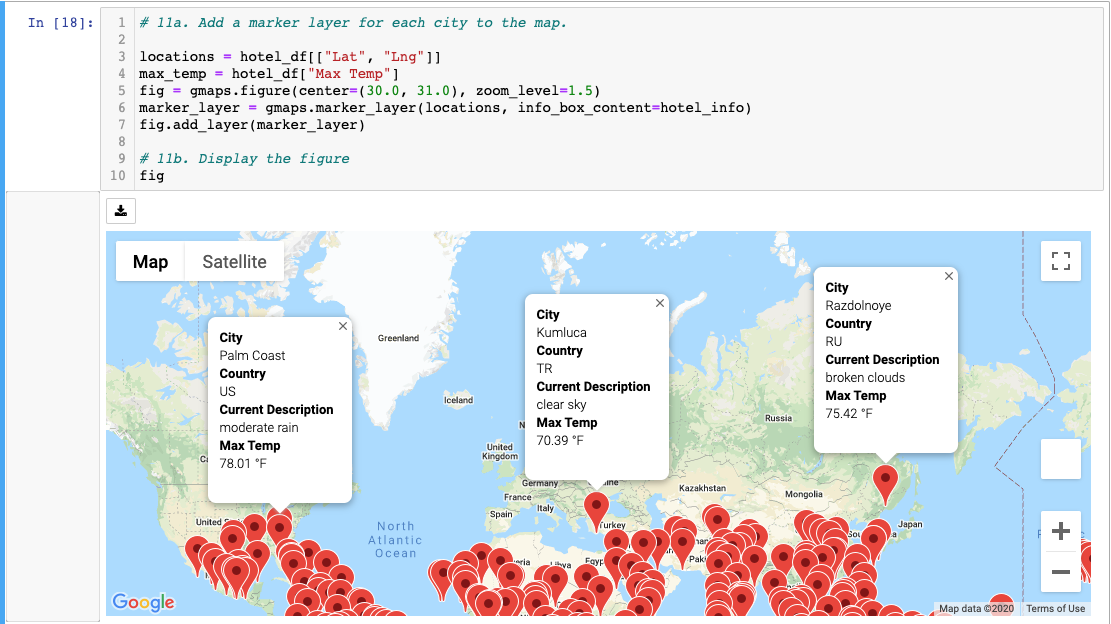 In [18]:
1 # 11a. Add a marker layer for each city to the map.
2
3 locations = hotel_df[["Lat", "Lng"]]
4 max_temp = hotel_df["Max Temp"]
5 fig = gmaps.figure(center=(30.0, 31.0), zoom_level=1.5)
6 marker_layer = gmaps.marker_layer(locations, info_box_content=hotel_info)
7 fig.add_layer(marker_layer)
8
9 # 11b. Display the figure
10 fig
Map Satellite
City
Palm Coast
Country
US
Current Description
moderate rain
Max Temp
78.01 °F
City
Kumluca
Country
TR
Current Description
clear sky
Max Temp
70.39 °F
City
Razdolnoye
Country
RU
Current Description
broken clouds
Max Temp
75.42 °F
Greenland
Iceland
United
Kingdom
Germany
France
Spain
Italy
Turkey
Russia
Kazakhstan
Mongolia
Japan
United
North
Atlantic
Ocean
Google
Map data ©2020 Terms of Use